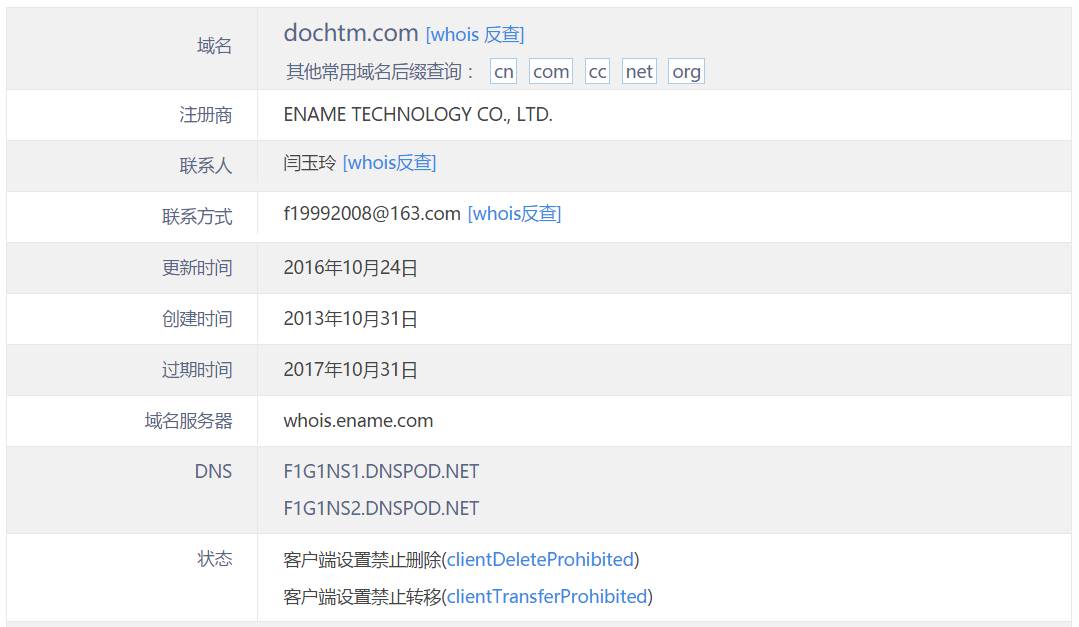 域名 dochtm.com [whois 反查]
其他常用域名后缀查询 : cn com cc net org
注册商 ENAME TECHNOLOGY CO., LTD.
联系人 闫玉玲 [whois反查]
联系方式 f19992008@163.com [whois反查]
更新时间 2016年10月24日
创建时间 2013年10月31日
过期时间 2017年10月31日
域名服务器 whois.ename.com
DNS F1G1NS1.DNSPOD.NET
F1G1NS2.DNSPOD.NET
状态 客户端设置禁止删除(clientDeleteProhibited)
客户端设置禁止转移(clientTransferProhibited)